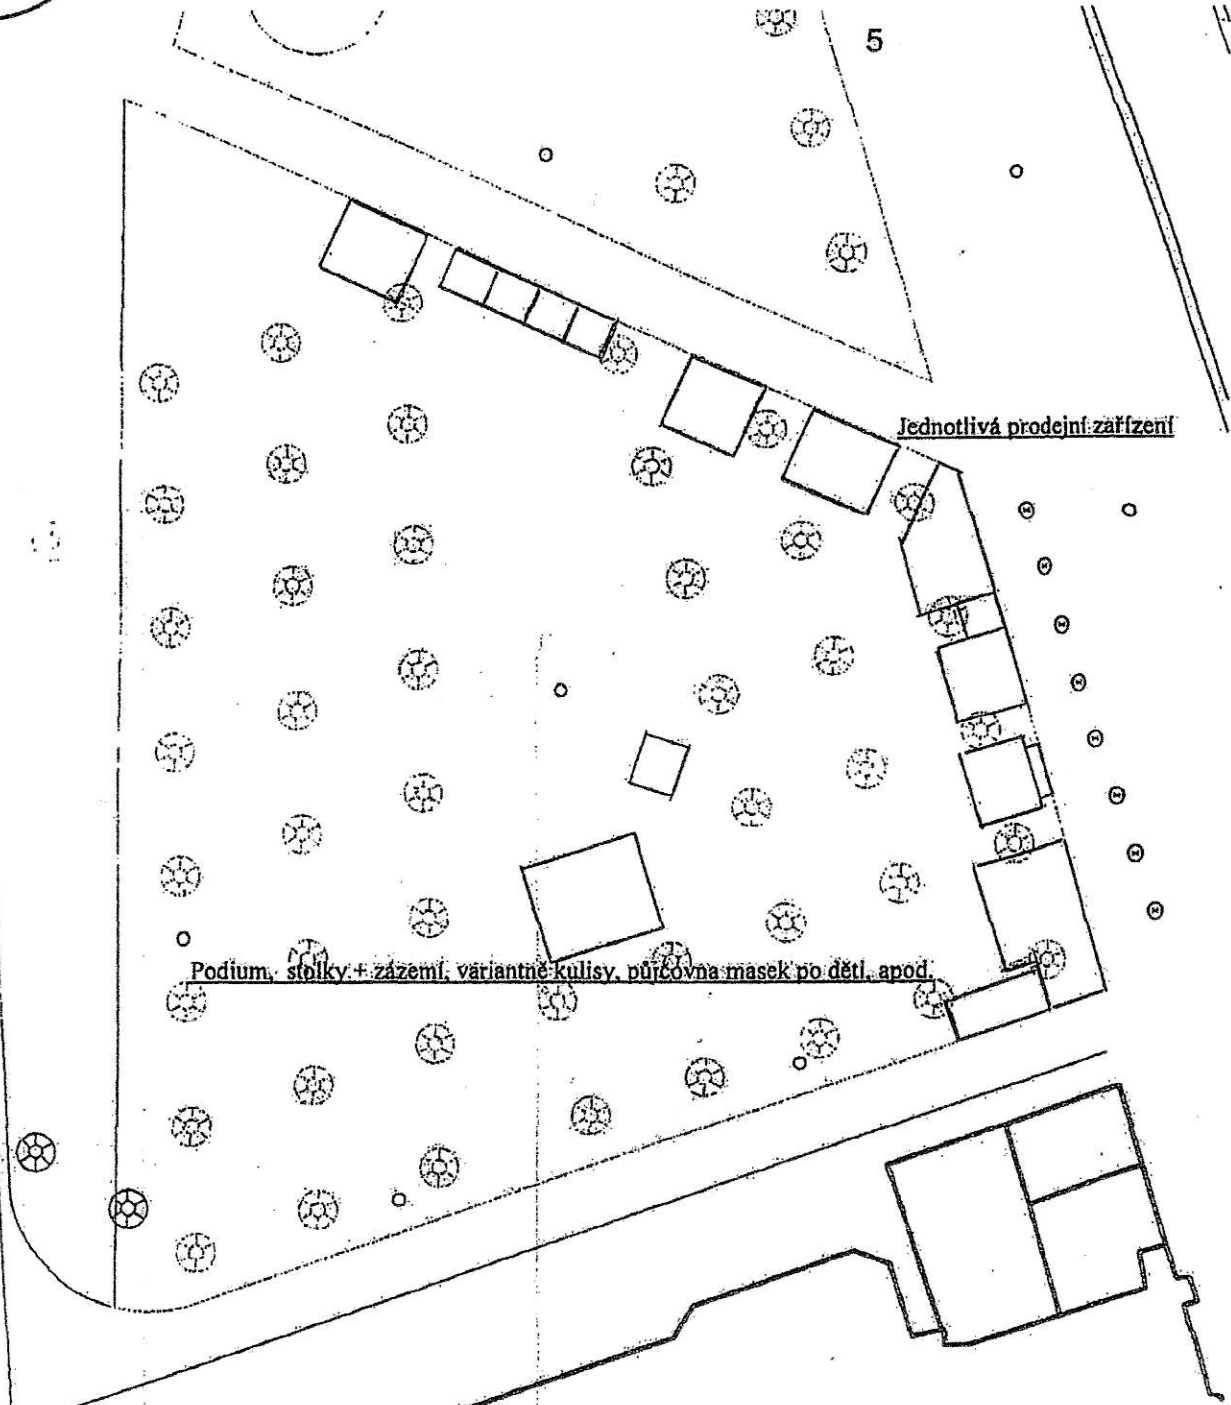 5
Jednotlivá prodejní zařízení
Podium, stolky + zázemí, variantně kulisy, půjčovna masek po děti, apod.